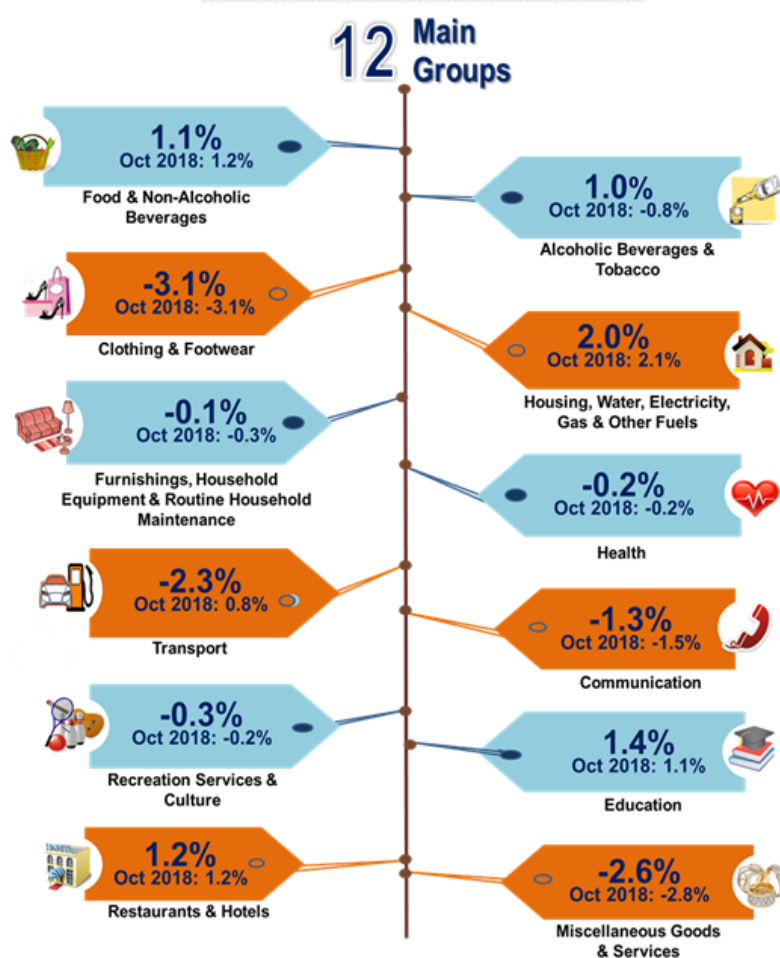 12 Main
Groups
1.1%
Oct 2018: 1.2%
Food & Non-Alcoholic
Beverages
1.0%
Oct 2018: -0.8%
Alcoholic Beverages &
Tobacco
-3.1%
Oct 2018: -3.1%
Clothing & Footwear
2.0%
Oct 2018: 2.1%
Housing, Water, Electricity,
Gas & Other Fuels
-0.1%
Oct 2018: -0.3%
Furnishings, Household
Equipment & Routine Household
Maintenance
-0.2%
Oct 2018: -0.2%
Health
-2.3%
Oct 2018: 0.8%
Transport
-1.3%
Oct 2018: -1.5%
Communication
-0.3%
Oct 2018: -0.2%
Recreation Services &
Culture
1.4%
Oct 2018: 1.1%
Education
1.2%
Oct 2018: 1.2%
Restaurants & Hotels
-2.6%
Oct 2018: -2.8%
Miscellaneous Goods
& Services